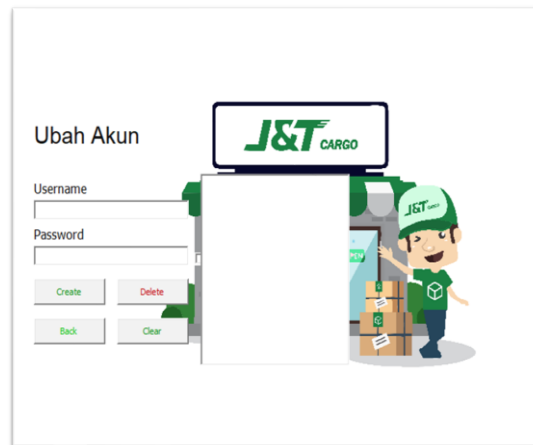 J&T CARGO
Ubah Akun
J&T CARGO
Username
Password
Create Delete
Back Clear